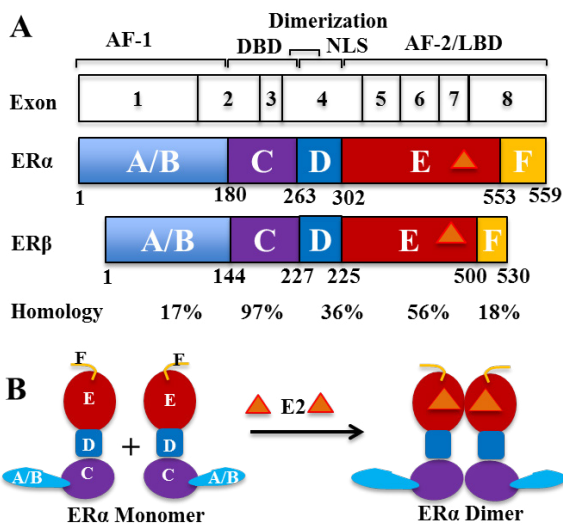 A
Dimerization
AF-1 DBD NLS AF-2/LBD
Exon 1 2 3 4 5 6 7 8
ERα A/B C D E F
1 180 263 302 553 559
ERβ A/B C D E F
1 144 227 225 500 530
Homology 17% 97% 36% 56% 18%
B
F F
E E E2
D + D
A/B C C A/B
ERα Monomer ERα Dimer